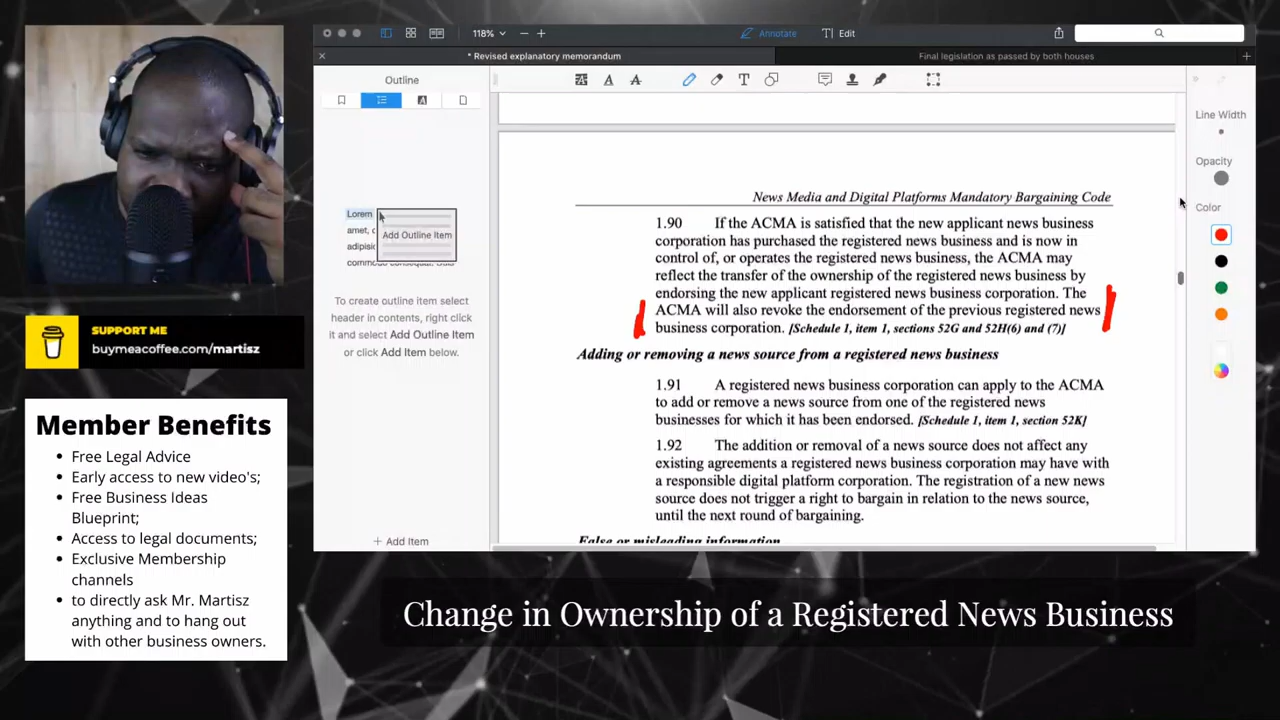 118%
Annotate
Edit
* Revised explanatory memorandum
Final legislation as passed by both houses
Outline
Lorem
amet, c
Add Outline Item
adipisi
To create outline item select
header in contents, right click
it and select Add Outline Item
or click Add Item below.
+ Add Item
News Media and Digital Platforms Mandatory Bargaining Code
1.90 If the ACMA is satisfied that the new applicant news business
corporation has purchased the registered news business and is now in
control of, or operates the registered news business, the ACMA may
reflect the transfer of the ownership of the registered news business by
endorsing the new applicant registered news business corporation. The
ACMA will also revoke the endorsement of the previous registered news
business corporation. [Schedule 1, item 1, sections 52G and 52H(6) and (7)]
Adding or removing a news source from a registered news business
1.91 A registered news business corporation can apply to the ACMA
to add or remove a news source from one of the registered news
businesses for which it has been endorsed. [Schedule 1, item 1, section 52K]
1.92 The addition or removal of a news source does not affect any
existing agreements a registered news business corporation may have with
a responsible digital platform corporation. The registration of a new news
source does not trigger a right to bargain in relation to the news source,
until the next round of bargaining.
False or misleading information
Line Width
Opacity
Color
SUPPORT ME
buymeacoffee.com/martisz
Member Benefits
• Free Legal Advice
• Early access to new video's;
• Free Business Ideas
Blueprint;
• Access to legal documents;
• Exclusive Membership
channels
• to directly ask Mr. Martisz
anything and to hang out
with other business owners.
Change in Ownership of a Registered News Business